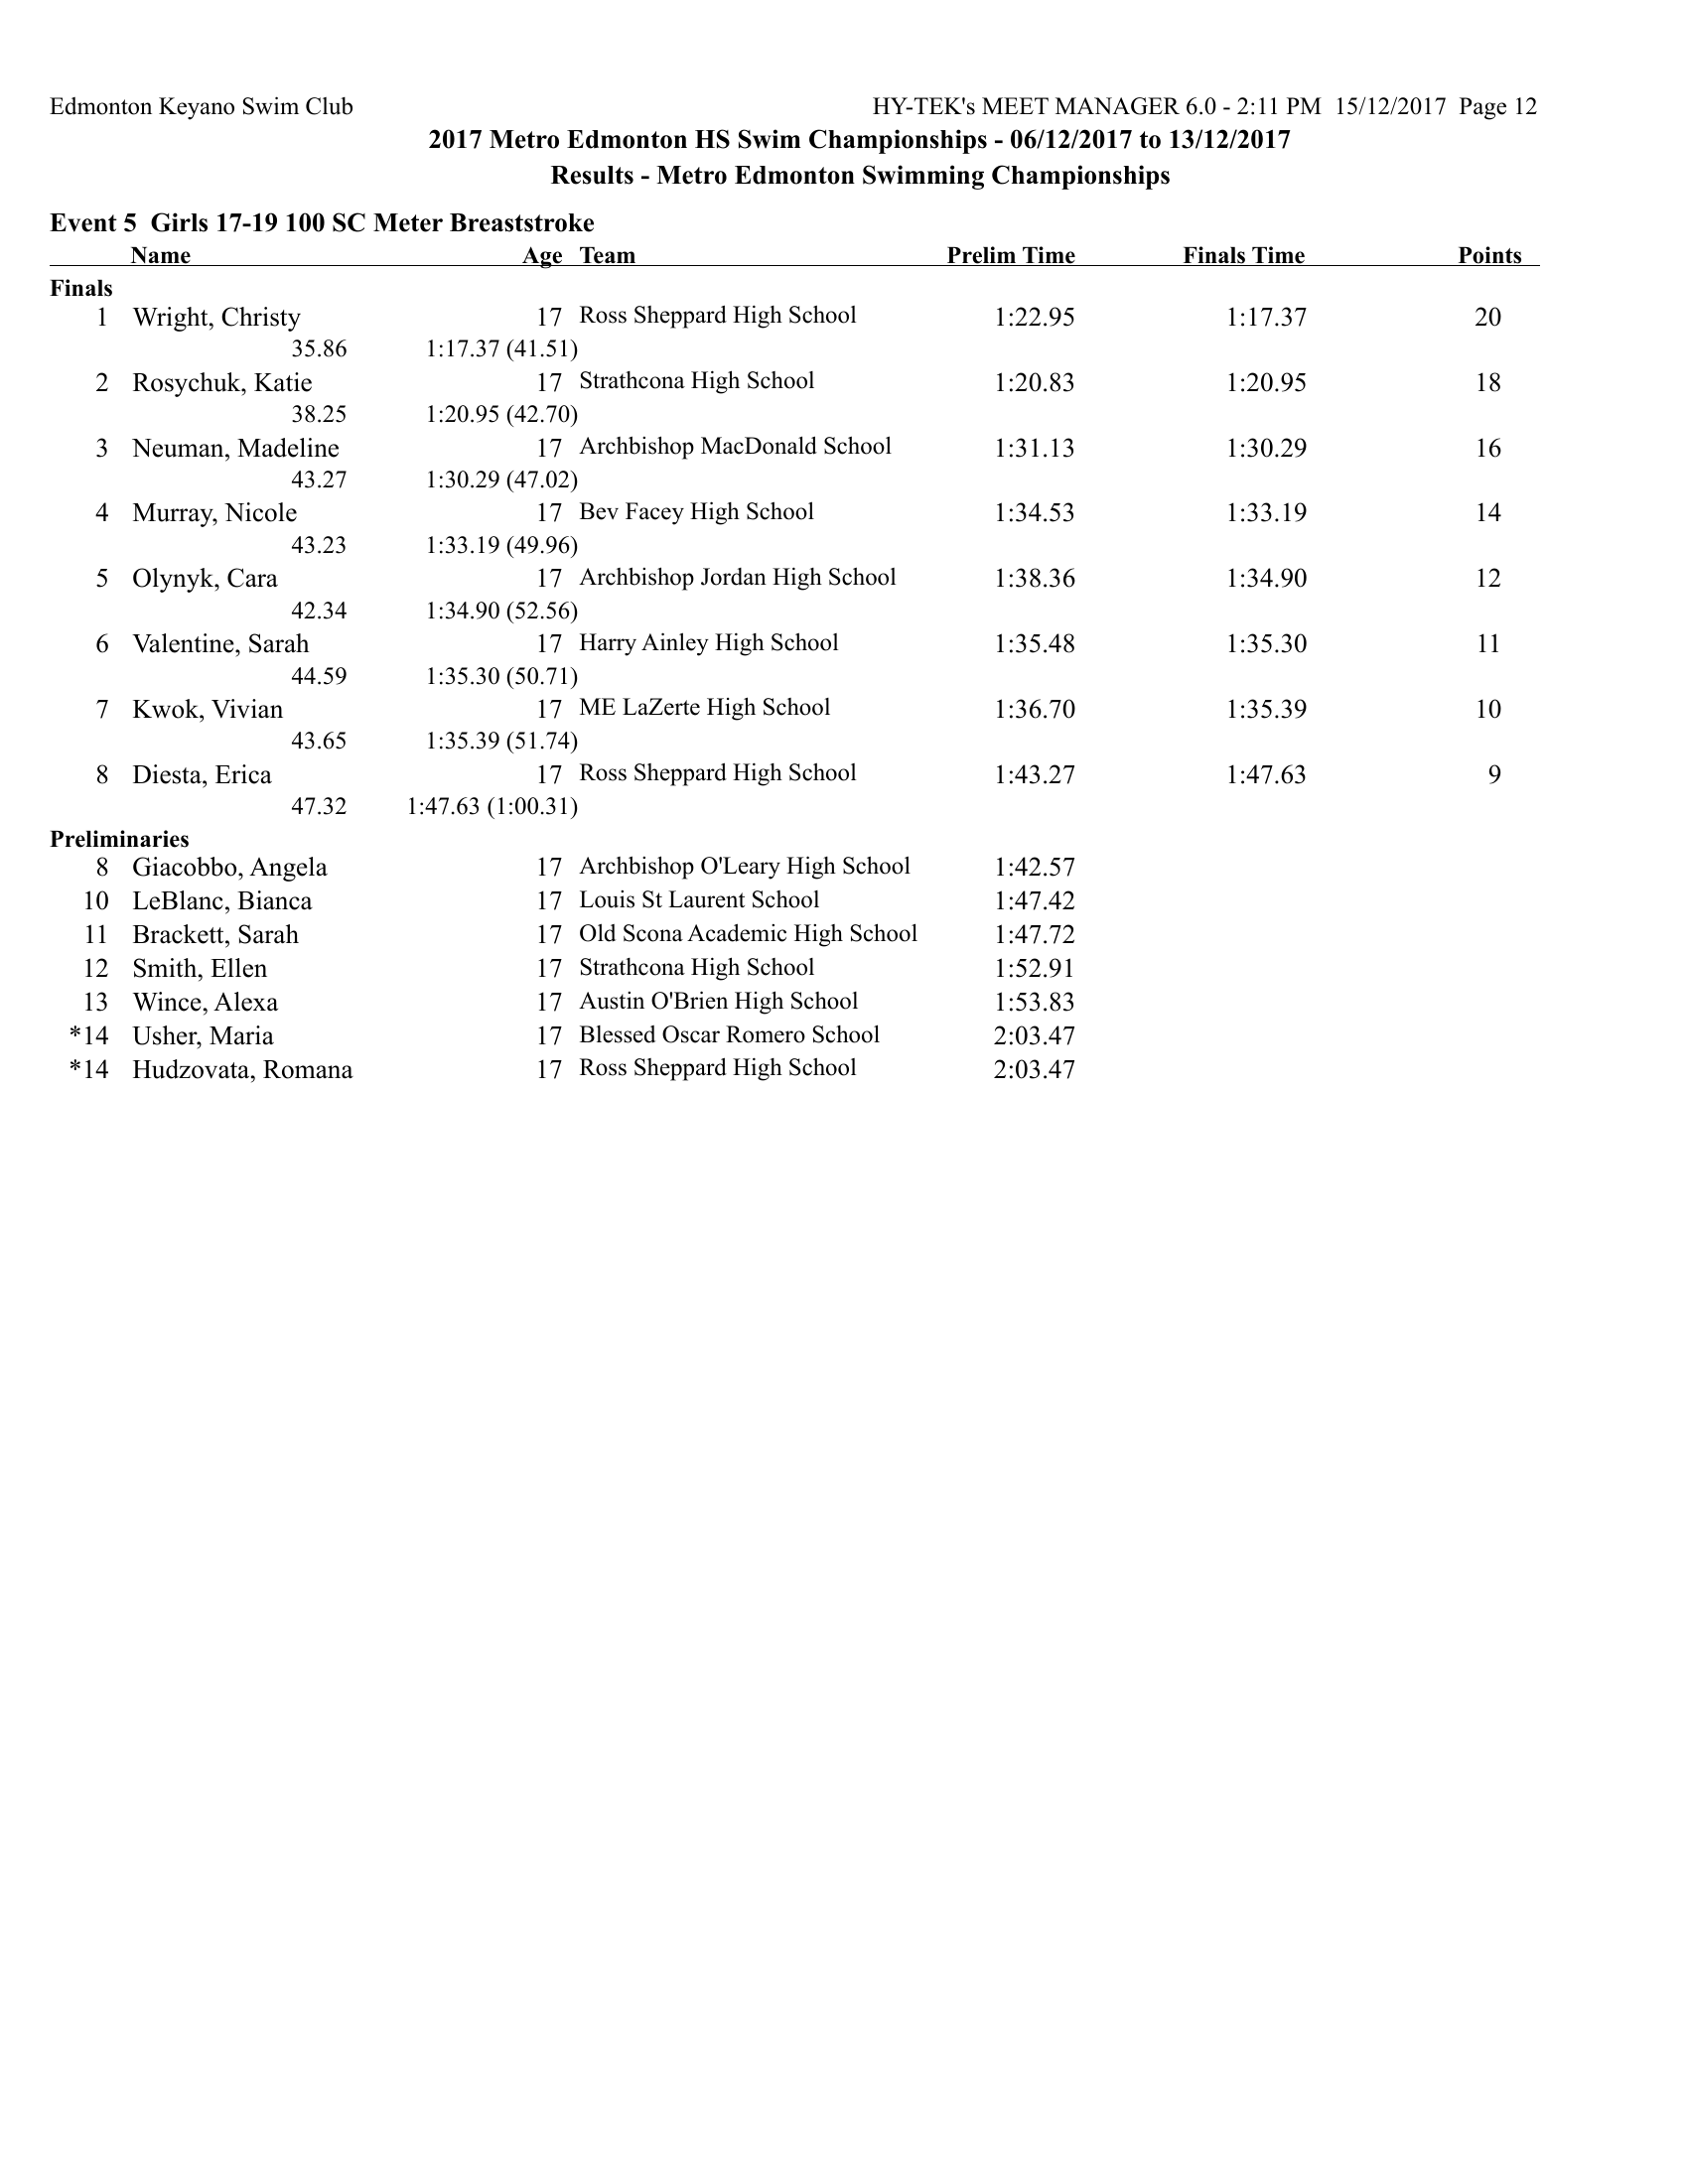 Edmonton Keyano Swim Club HY-TEK's MEET MANAGER 6.0 - 2:11 PM 15/12/2017 Page 12
2017 Metro Edmonton HS Swim Championships - 06/12/2017 to 13/12/2017
Results - Metro Edmonton Swimming Championships
Event 5 Girls 17-19 100 SC Meter Breaststroke
Name Age Team Prelim Time Finals Time Points
Finals
1 Wright, Christy 17 Ross Sheppard High School 1:22.95 1:17.37 20
35.86 1:17.37 (41.51)
2 Rosychuk, Katie 17 Strathcona High School 1:20.83 1:20.95 18
38.25 1:20.95 (42.70)
3 Neuman, Madeline 17 Archbishop MacDonald School 1:31.13 1:30.29 16
43.27 1:30.29 (47.02)
4 Murray, Nicole 17 Bev Facey High School 1:34.53 1:33.19 14
43.23 1:33.19 (49.96)
5 Olynyk, Cara 17 Archbishop Jordan High School 1:38.36 1:34.90 12
42.34 1:34.90 (52.56)
6 Valentine, Sarah 17 Harry Ainley High School 1:35.48 1:35.30 11
44.59 1:35.30 (50.71)
7 Kwok, Vivian 17 ME LaZerte High School 1:36.70 1:35.39 10
43.65 1:35.39 (51.74)
8 Diesta, Erica 17 Ross Sheppard High School 1:43.27 1:47.63 9
47.32 1:47.63 (1:00.31)
Preliminaries
8 Giacobbo, Angela 17 Archbishop O'Leary High School 1:42.57
10 LeBlanc, Bianca 17 Louis St Laurent School 1:47.42
11 Brackett, Sarah 17 Old Scona Academic High School 1:47.72
12 Smith, Ellen 17 Strathcona High School 1:52.91
13 Wince, Alexa 17 Austin O'Brien High School 1:53.83
*14 Usher, Maria 17 Blessed Oscar Romero School 2:03.47
*14 Hudzovata, Romana 17 Ross Sheppard High School 2:03.47